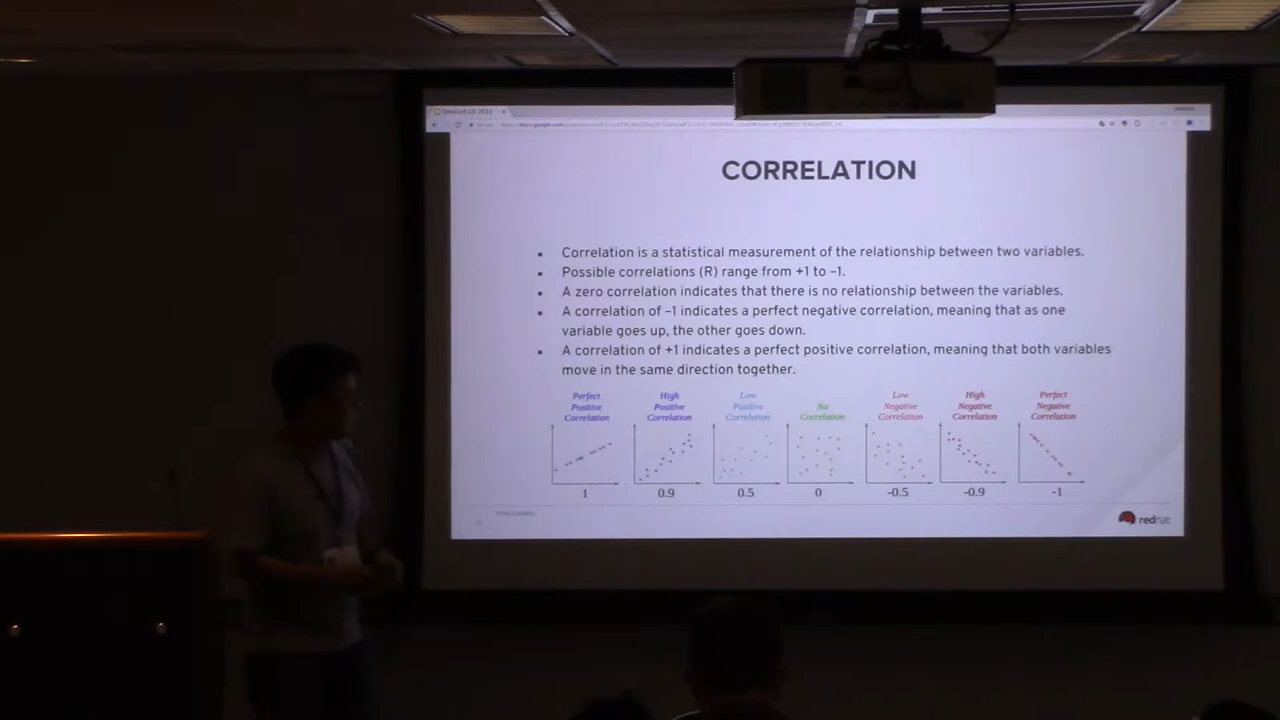 CORRELATION
• Correlation is a statistical measurement of the relationship between two variables.
• Possible correlations (R) range from +1 to –1.
• A zero correlation indicates that there is no relationship between the variables.
• A correlation of –1 indicates a perfect negative correlation, meaning that as one
variable goes up, the other goes down.
• A correlation of +1 indicates a perfect positive correlation, meaning that both variables
move in the same direction together.
Perfect Positive Correlation
High Positive Correlation
Low Positive Correlation
No Correlation
Low Negative Correlation
High Negative Correlation
Perfect Negative Correlation
1 0.9 0.5 0 -0.5 -0.9 -1
redhat